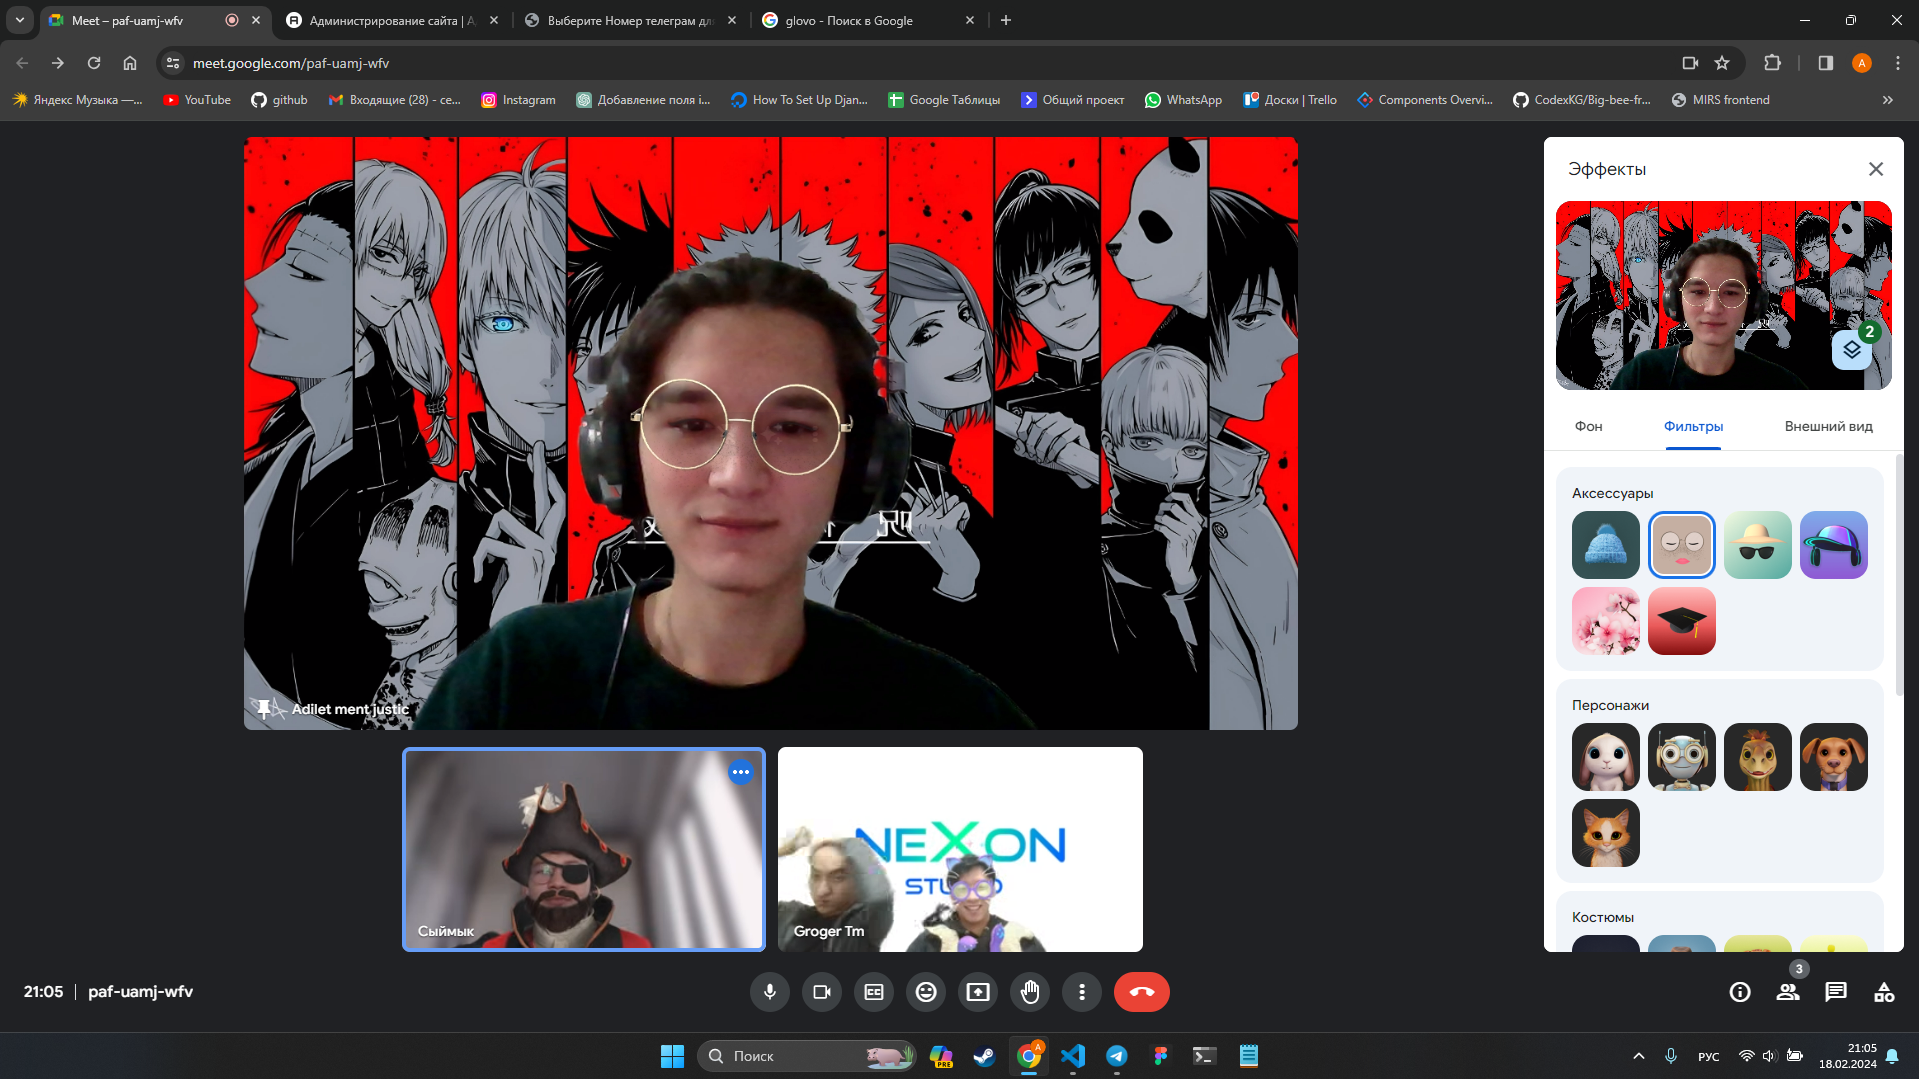 Meet – paf-uamj-wfv
Администрирование сайта | A
Выберите Номер телеграм дл
glovo - Поиск в Google
meet.google.com/paf-uamj-wfv
A
Яндекс Музыка —...
YouTube
github
Входящие (28) - se...
Instagram
Добавление поля i...
How To Set Up Djan...
Google Таблицы
Общий проект
WhatsApp
Доски | Trello
Components Overvi...
CodexKG/Big-bee-fr...
MIRS frontend
Adilet ment justic
Сыймык
NEXON
Groger Tm
Эффекты
2
Фон
Фильтры
Внешний вид
Аксессуары
Персонажи
Костюмы
21:05
paf-uamj-wfv
3
Поиск
PRE
A
РУС
21:05
18.02.2024